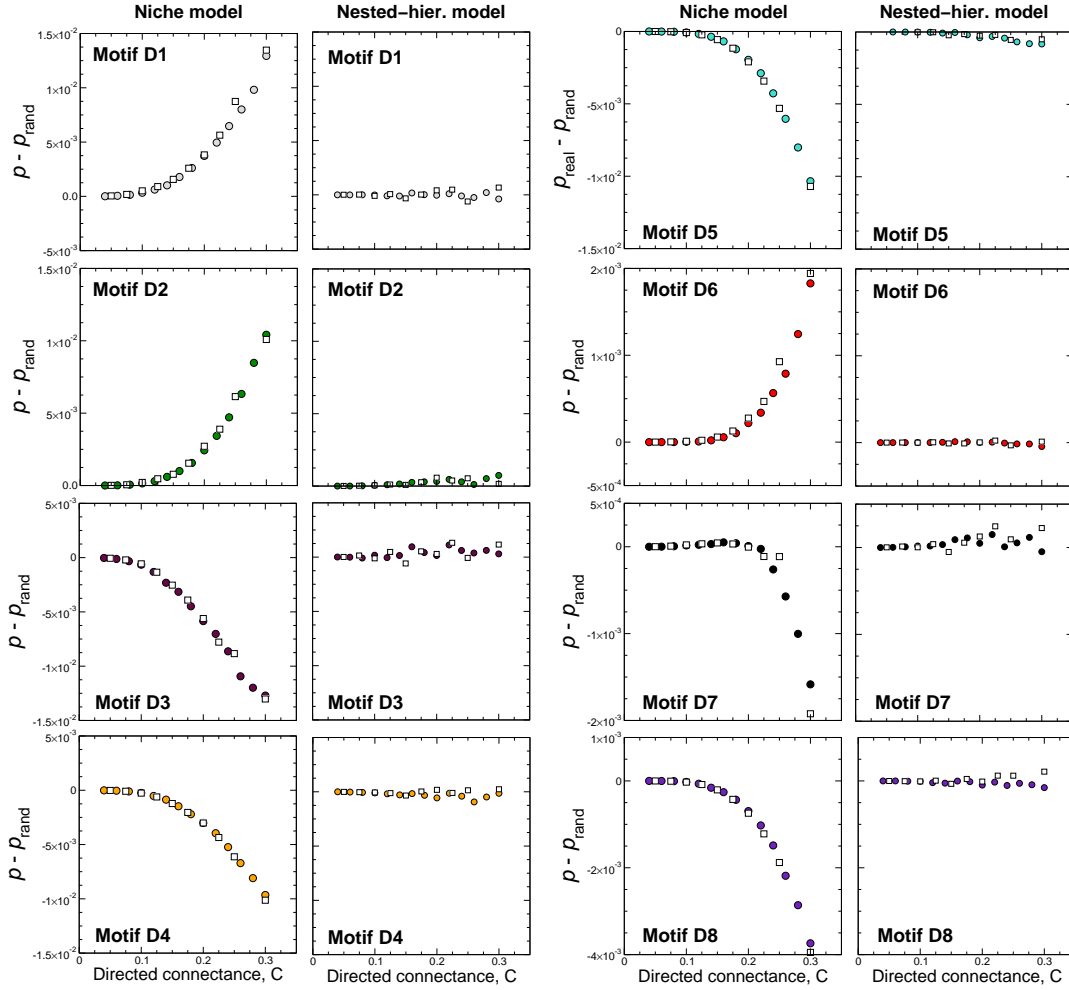 Niche model
Nested-hier. model
Niche model
Nested-hier. model
1.5×10⁻²
Motif D1
1×10⁻²
5×10⁻³
0.0
-5×10⁻³
p - p_rand
Motif D1
0
-5×10⁻³
-1×10⁻²
-1.5×10⁻²
p_real - p_rand
Motif D5
Motif D5
1.5×10⁻²
Motif D2
1×10⁻²
5×10⁻³
0.0
p - p_rand
Motif D2
2×10⁻³
Motif D6
1×10⁻³
0
-5×10⁻⁴
p - p_rand
Motif D6
5×10⁻³
0
-5×10⁻³
-1×10⁻²
-1.5×10⁻²
p - p_rand
Motif D3
Motif D3
5×10⁻⁴
0
-1×10⁻³
-2×10⁻³
p - p_rand
Motif D7
Motif D7
5×10⁻³
0
-5×10⁻³
-1×10⁻²
-1.5×10⁻²
p - p_rand
Motif D4
0.1 0.2 0.3
Directed connectance, C
Motif D4
0.1 0.2 0.3
Directed connectance, C
1×10⁻³
0
-2×10⁻³
-4×10⁻³
p - p_rand
Motif D8
0.1 0.2 0.3
Directed connectance, C
Motif D8
0.1 0.2 0.3
Directed connectance, C